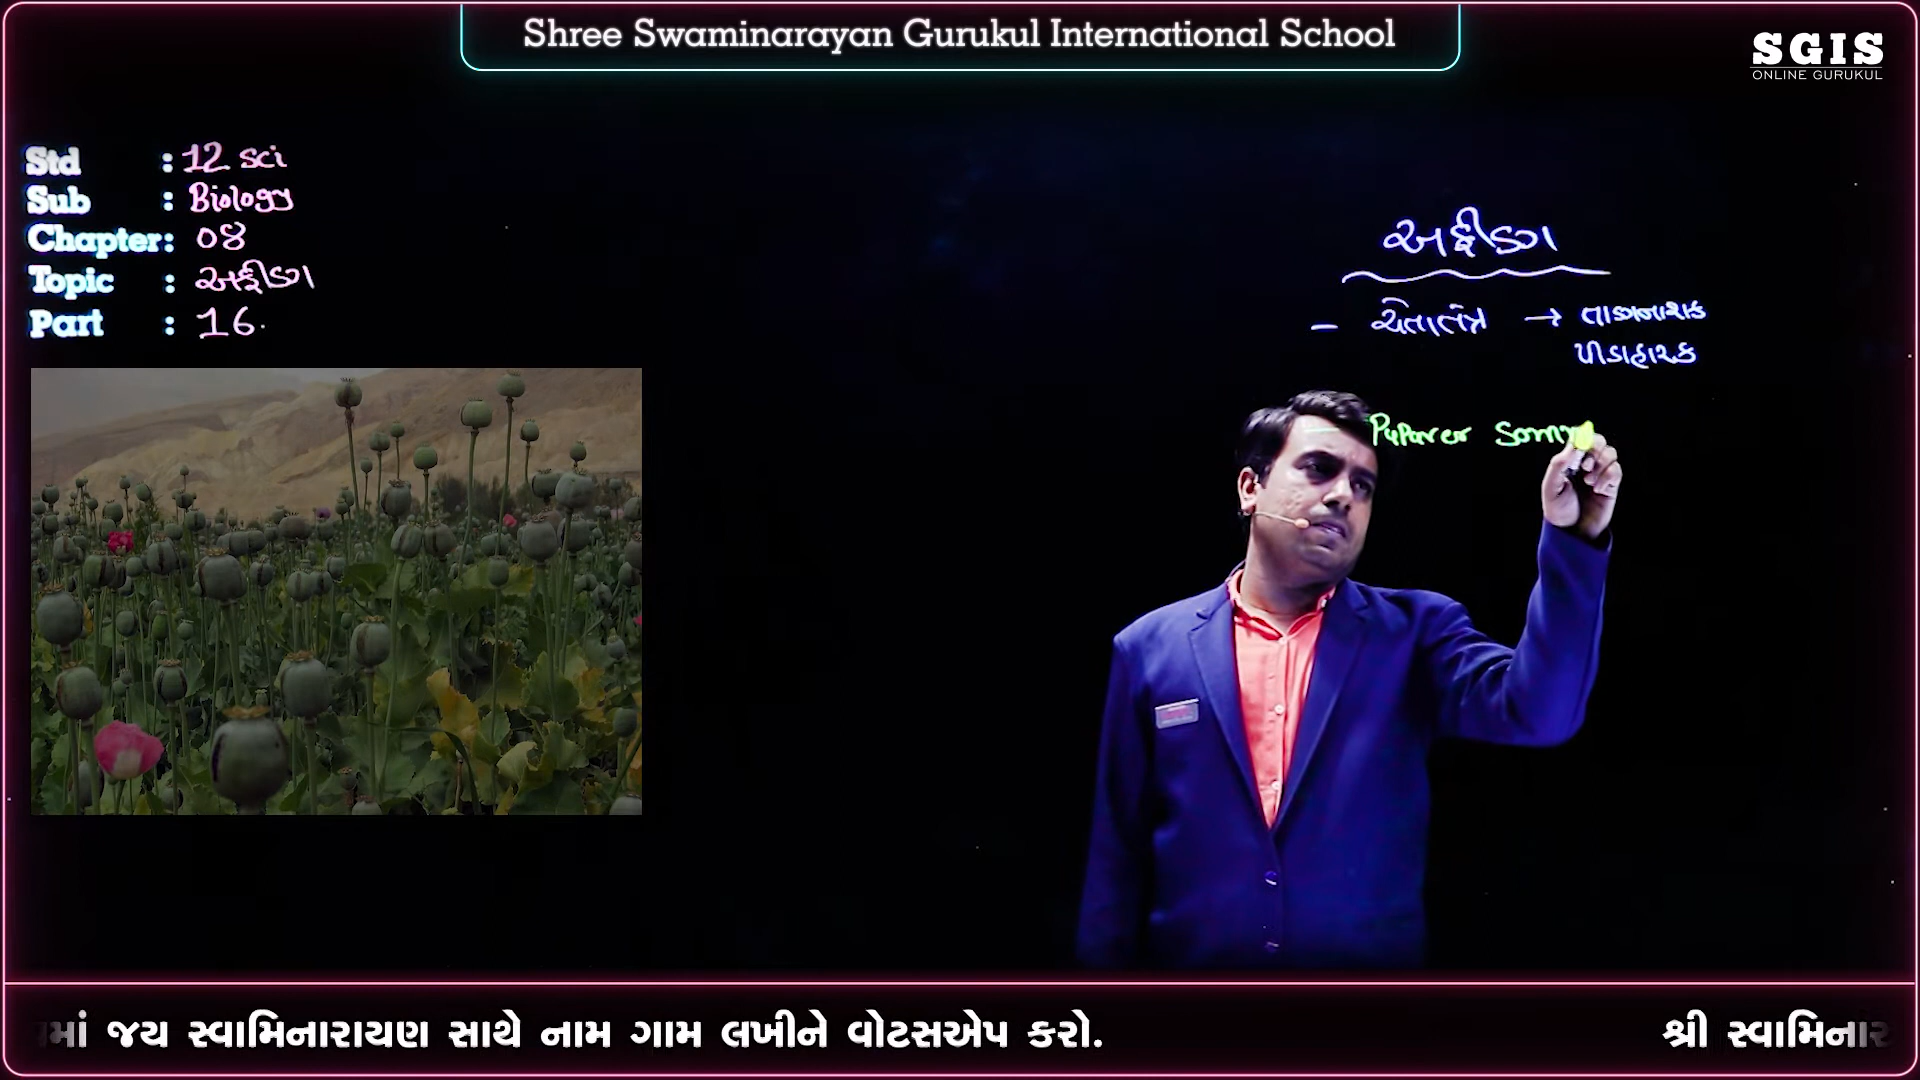 Shree Swaminarayan Gurukul International School
SGIS
ONLINE GURUKUL
Std : 12 sci
Sub : Biology
Chapter : 08
Topic : અફીણ
Part : 16.
અફીણ
– ચેતાતંત્ર → તાણનાશક
પીડાહારક
– Papaver Somn
જય સ્વામિનારાયણ સાથે નામ ગામ લખીને વોટસએપ કરો.
શ્રી